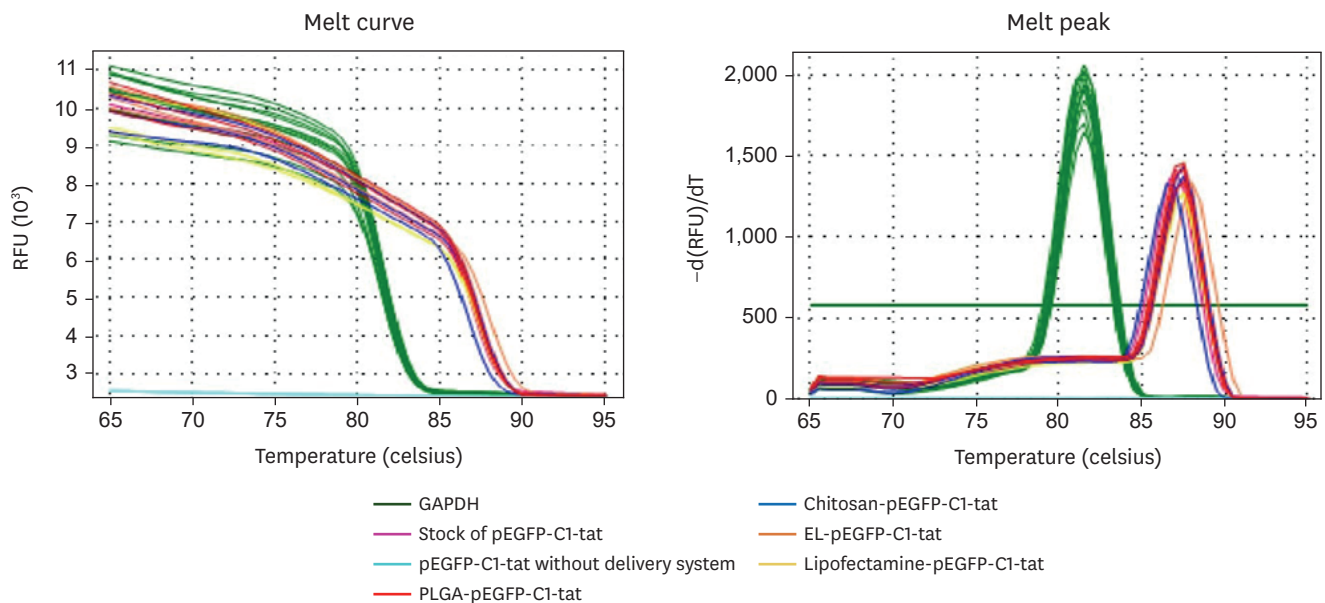 Melt curve
11
10
9
8
7
6
5
4
3
RFU (10³)
65 70 75 80 85 90 95
Temperature (celsius)
Melt peak
2,000
1,500
1,000
500
0
−d(RFU)/dT
65 70 75 80 85 90 95
Temperature (celsius)
GAPDH
Stock of pEGFP-C1-tat
pEGFP-C1-tat without delivery system
PLGA-pEGFP-C1-tat
Chitosan-pEGFP-C1-tat
EL-pEGFP-C1-tat
Lipofectamine-pEGFP-C1-tat